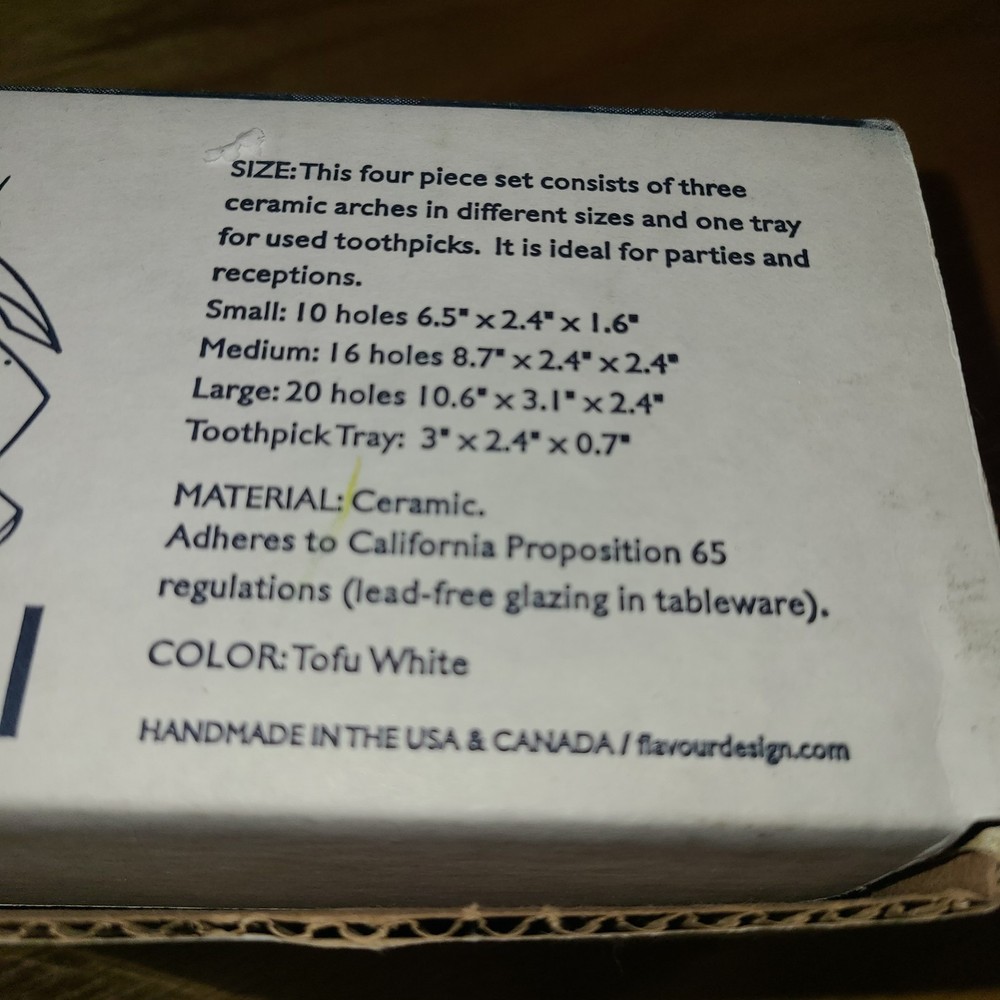 SIZE: This four piece set consists of three
ceramic arches in different sizes and one tray
for used toothpicks. It is ideal for parties and
receptions.
Small: 10 holes 6.5" x 2.4" x 1.6"
Medium: 16 holes 8.7" x 2.4" x 2.4"
Large: 20 holes 10.6" x 3.1" x 2.4"
Toothpick Tray: 3" x 2.4" x 0.7"
MATERIAL: Ceramic.
Adheres to California Proposition 65
regulations (lead-free glazing in tableware).
COLOR: Tofu White
HANDMADE IN THE USA & CANADA / flavourdesign.com